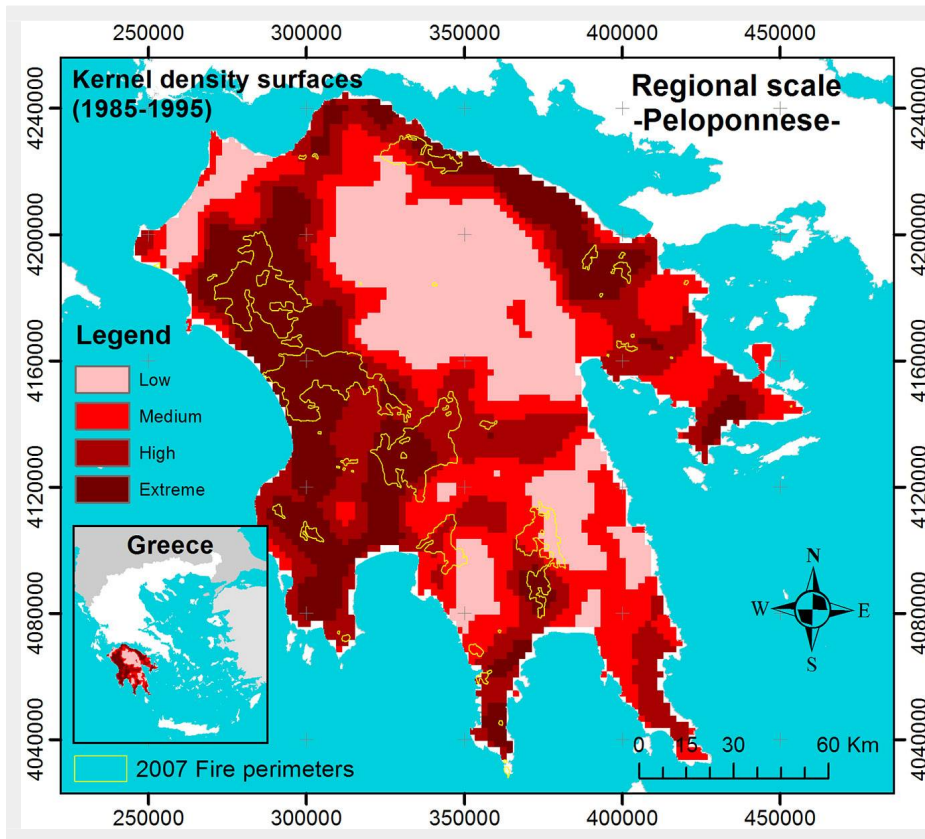 250000 300000 350000 400000 450000
Kernel density surfaces
(1985-1995)
Regional scale
-Peloponnese-
4240000
4200000
4160000
4120000
4080000
4040000
4240000
4200000
4160000
4120000
4080000
4040000
Legend
Low
Medium
High
Extreme
Greece
2007 Fire perimeters
N
W E
S
0 15 30 60 Km
250000 300000 350000 400000 450000